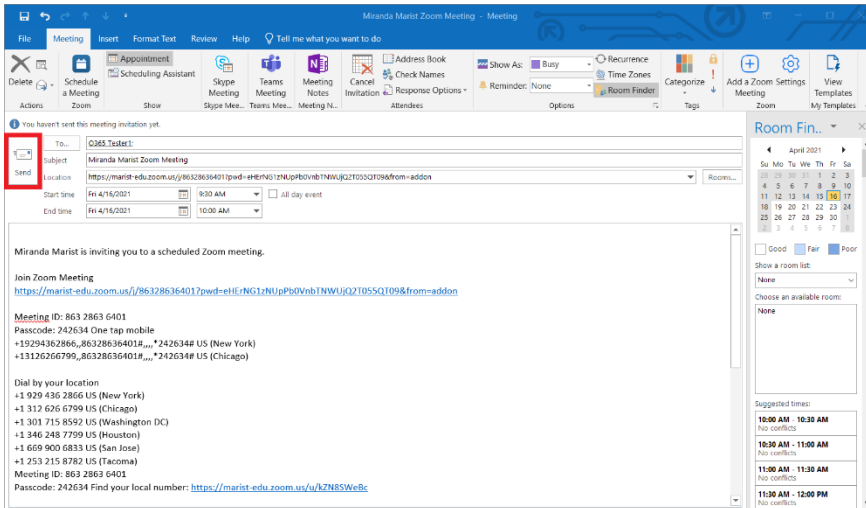 Miranda Marist Zoom Meeting - Meeting
File Meeting Insert Format Text Review Help Tell me what you want to do
Delete
Actions
Schedule a Meeting
Zoom
Appointment
Scheduling Assistant
Show
Skype Meeting
Skype Mee...
Teams Meeting
Teams Mee...
Meeting Notes
Meeting N...
Cancel Invitation
Address Book
Check Names
Response Options
Attendees
Show As: Busy
Reminder: None
Recurrence
Time Zones
Room Finder
Options
Categorize
Tags
Add a Zoom Meeting
Settings
Zoom
View Templates
My Templates
You haven't sent this meeting invitation yet.
Send
To... O365 Tester1;
Subject Miranda Marist Zoom Meeting
Location https://marist-edu.zoom.us/j/86328636401?pwd=eHErNG1zNUpPb0VnbTNWUjQ2T055QT09&from=addon Rooms...
Start time Fri 4/16/2021 9:30 AM All day event
End time Fri 4/16/2021 10:00 AM
Miranda Marist is inviting you to a scheduled Zoom meeting.
Join Zoom Meeting
https://marist-edu.zoom.us/j/86328636401?pwd=eHErNG1zNUpPb0VnbTNWUjQ2T055QT09&from=addon
Meeting ID: 863 2863 6401
Passcode: 242634 One tap mobile
+19294362866,,86328636401#,,,,*242634# US (New York)
+13126266799,,86328636401#,,,,*242634# US (Chicago)
Dial by your location
+1 929 436 2866 US (New York)
+1 312 626 6799 US (Chicago)
+1 301 715 8592 US (Washington DC)
+1 346 248 7799 US (Houston)
+1 669 900 6833 US (San Jose)
+1 253 215 8782 US (Tacoma)
Meeting ID: 863 2863 6401
Passcode: 242634 Find your local number: https://marist-edu.zoom.us/u/kZN8SWeBc
Room Fin..
April 2021
Su Mo Tu We Th Fr Sa
28 29 30 31 1 2 3
4 5 6 7 8 9 10
11 12 13 14 15 16 17
18 19 20 21 22 23 24
25 26 27 28 29 30 1
2 3 4 5 6 7 8
Good Fair Poor
Show a room list:
None
Choose an available room:
None
Suggested times:
10:00 AM - 10:30 AM
No conflicts
10:30 AM - 11:00 AM
No conflicts
11:00 AM - 11:30 AM
No conflicts
11:30 AM - 12:00 PM
No conflicts